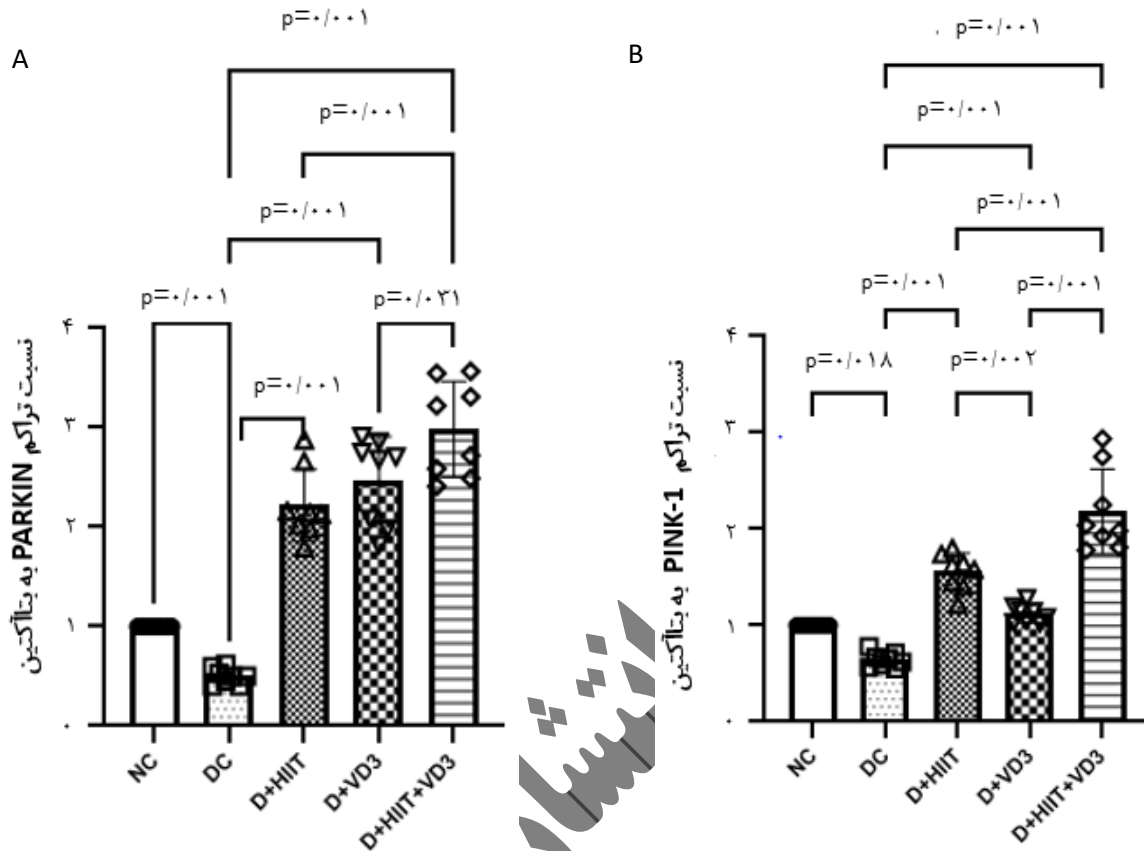 A
p=۰/۰۰۱
p=۰/۰۰۱
p=۰/۰۰۱
p=۰/۰۰۱
p=۰/۰۳۱
p=۰/۰۰۱
نسبت تراکم PARKIN به بتاآکتین
۴
۳
۲
۱
۰
NC
DC
D+HIIT
D+VD3
D+HIIT+VD3
B
p=۰/۰۰۱
p=۰/۰۰۱
p=۰/۰۰۱
p=۰/۰۰۱
p=۰/۰۰۱
p=۰/۰۱۸
p=۰/۰۰۲
نسبت تراکم PINK-1 به بتاآکتین
۴
۳
۲
۱
۰
NC
DC
D+HIIT
D+VD3
D+HIIT+VD3